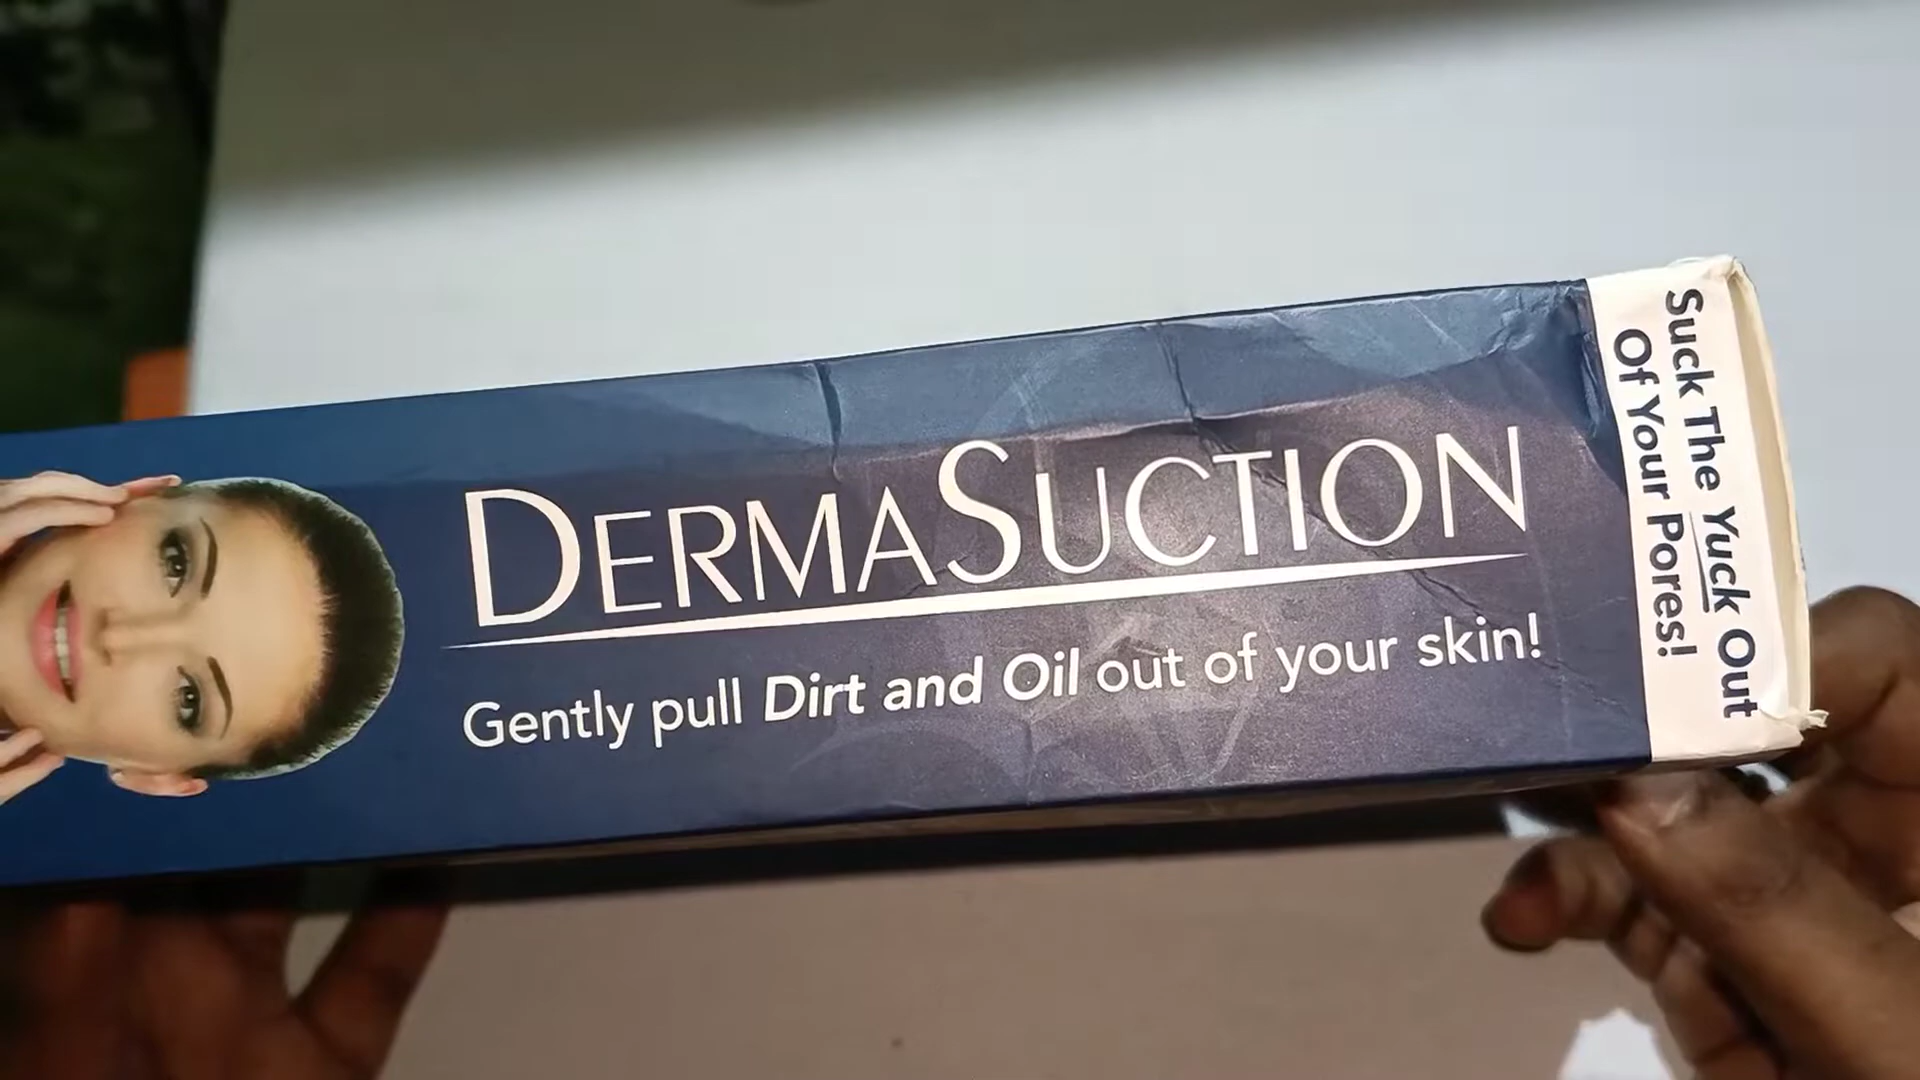 DERMASUCTION
Gently pull Dirt and Oil out of your skin!
Suck The Yuck Out
Of Your Pores!